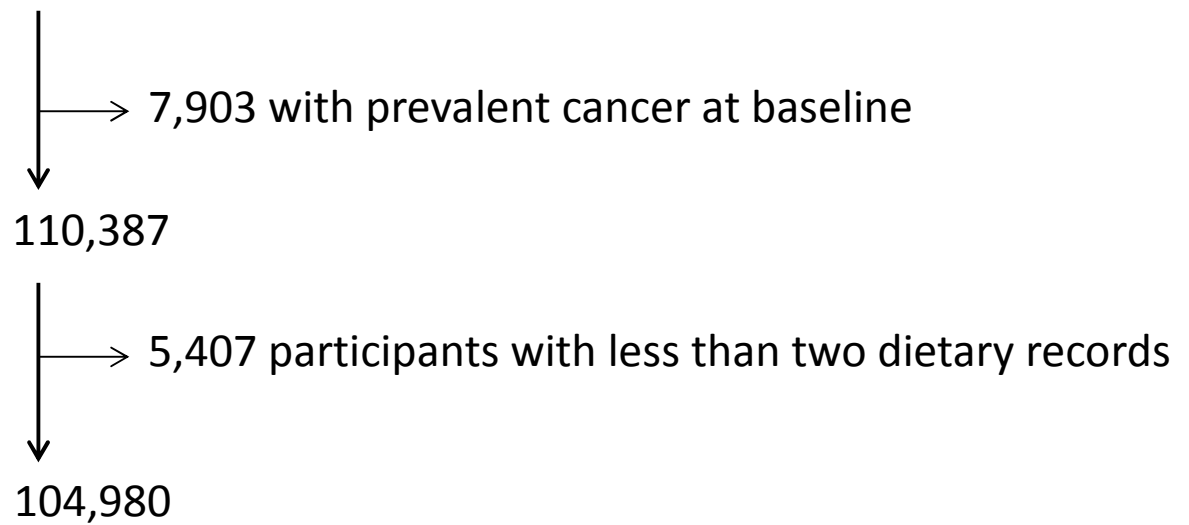 7,903 with prevalent cancer at baseline
110,387
5,407 participants with less than two dietary records
104,980